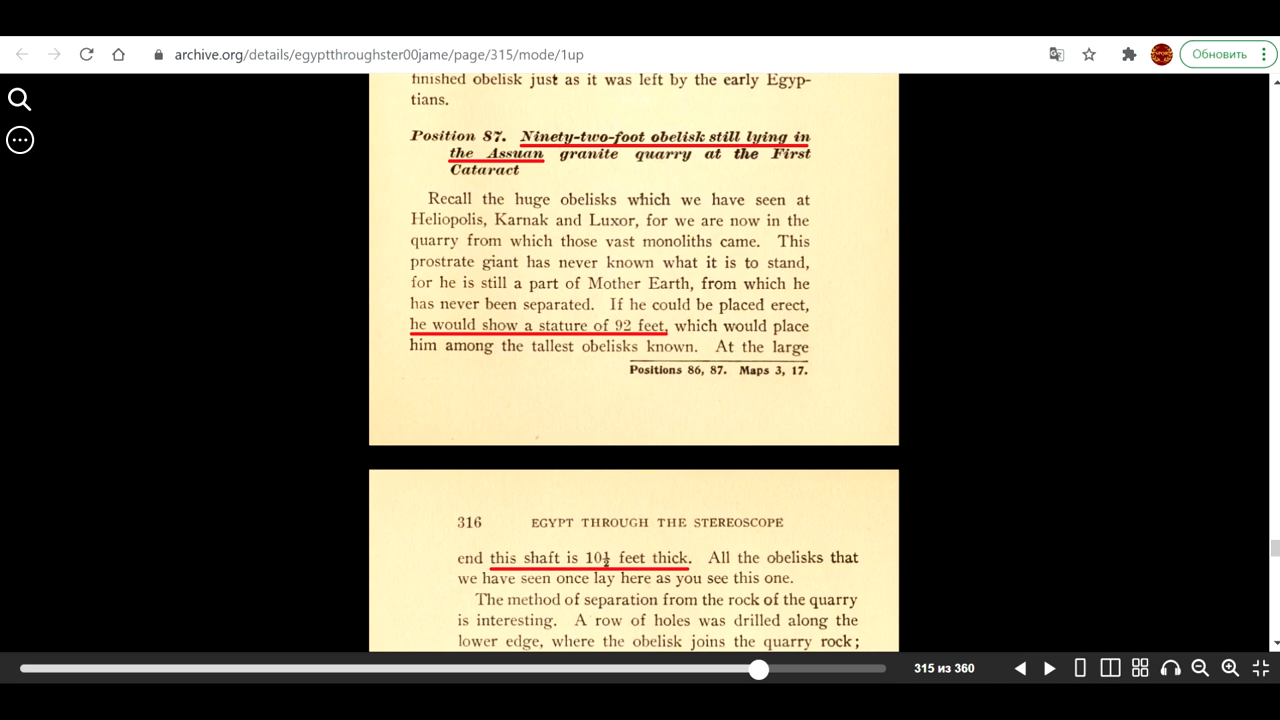 archive.org/details/egyptthroughster00jame/page/315/mode/1up
Обновить
finished obelisk just as it was left by the early Egyp-
tians.
Position 87. Ninety-two-foot obelisk still lying in
the Assuan granite quarry at the First
Cataract
Recall the huge obelisks which we have seen at
Heliopolis, Karnak and Luxor, for we are now in the
quarry from which those vast monoliths came. This
prostrate giant has never known what it is to stand,
for he is still a part of Mother Earth, from which he
has never been separated. If he could be placed erect,
he would show a stature of 92 feet, which would place
him among the tallest obelisks known. At the large
Positions 86, 87. Maps 3, 17.
316 EGYPT THROUGH THE STEREOSCOPE
end this shaft is 10½ feet thick. All the obelisks that
we have seen once lay here as you see this one.
The method of separation from the rock of the quarry
is interesting. A row of holes was drilled along the
lower edge, where the obelisk joins the quarry rock;
315 из 360